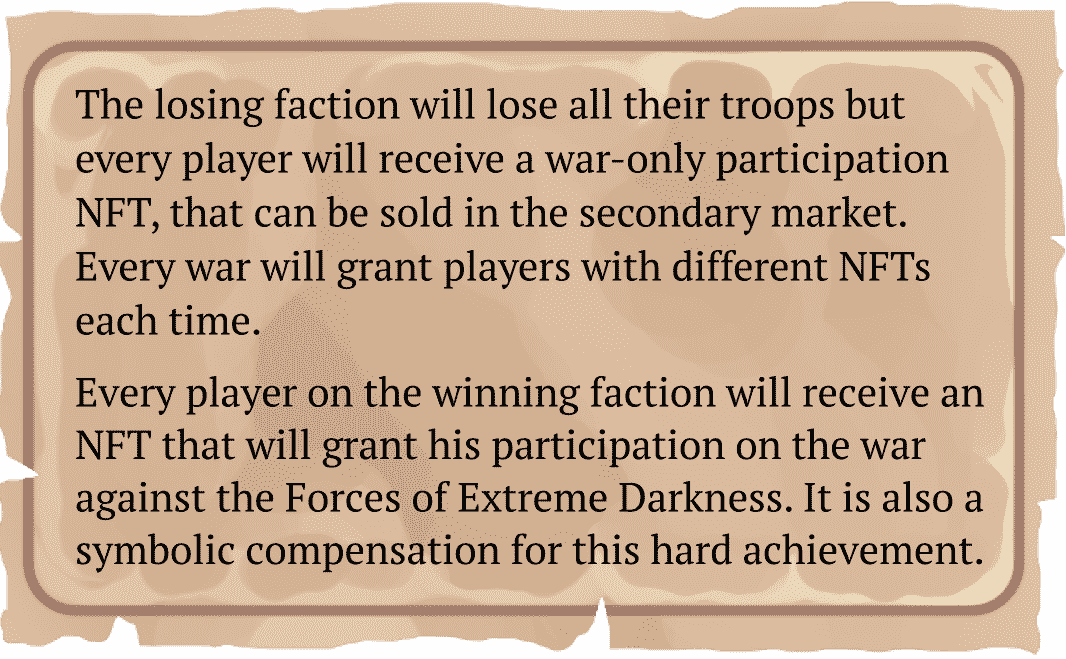 The losing faction will lose all their troops but
every player will receive a war-only participation
NFT, that can be sold in the secondary market.
Every war will grant players with different NFTs
each time.
Every player on the winning faction will receive an
NFT that will grant his participation on the war
against the Forces of Extreme Darkness. It is also a
symbolic compensation for this hard achievement.